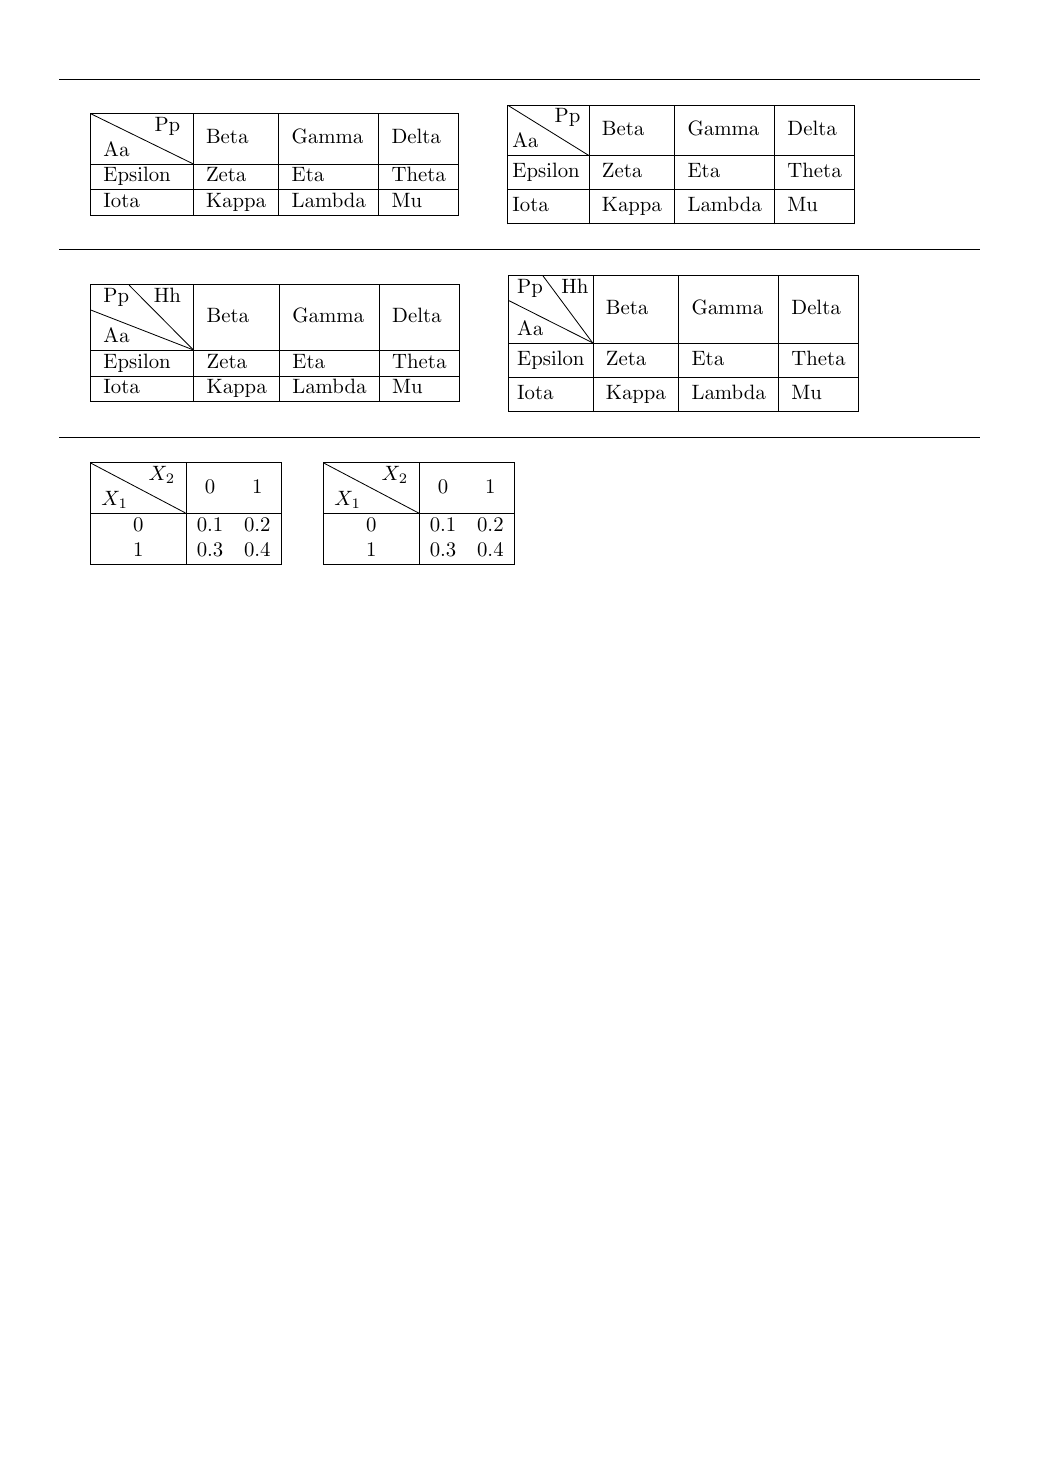 Pp Beta Gamma Delta
Aa
Epsilon Zeta Eta Theta
Iota Kappa Lambda Mu
Pp Beta Gamma Delta
Aa
Epsilon Zeta Eta Theta
Iota Kappa Lambda Mu
Pp Hh Beta Gamma Delta
Aa
Epsilon Zeta Eta Theta
Iota Kappa Lambda Mu
Pp Hh Beta Gamma Delta
Aa
Epsilon Zeta Eta Theta
Iota Kappa Lambda Mu
X₂ 0 1
X₁
0 0.1 0.2
1 0.3 0.4
X₂ 0 1
X₁
0 0.1 0.2
1 0.3 0.4